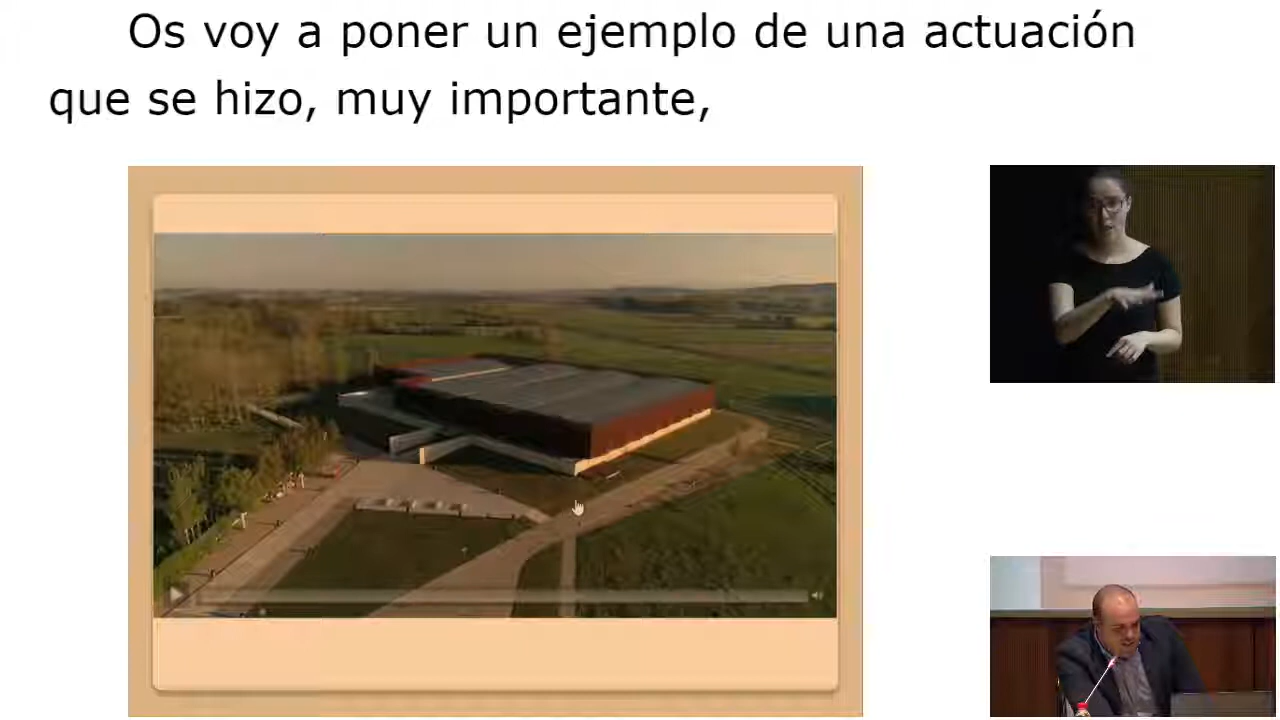 Os voy a poner un ejemplo de una actuación
que se hizo, muy importante,